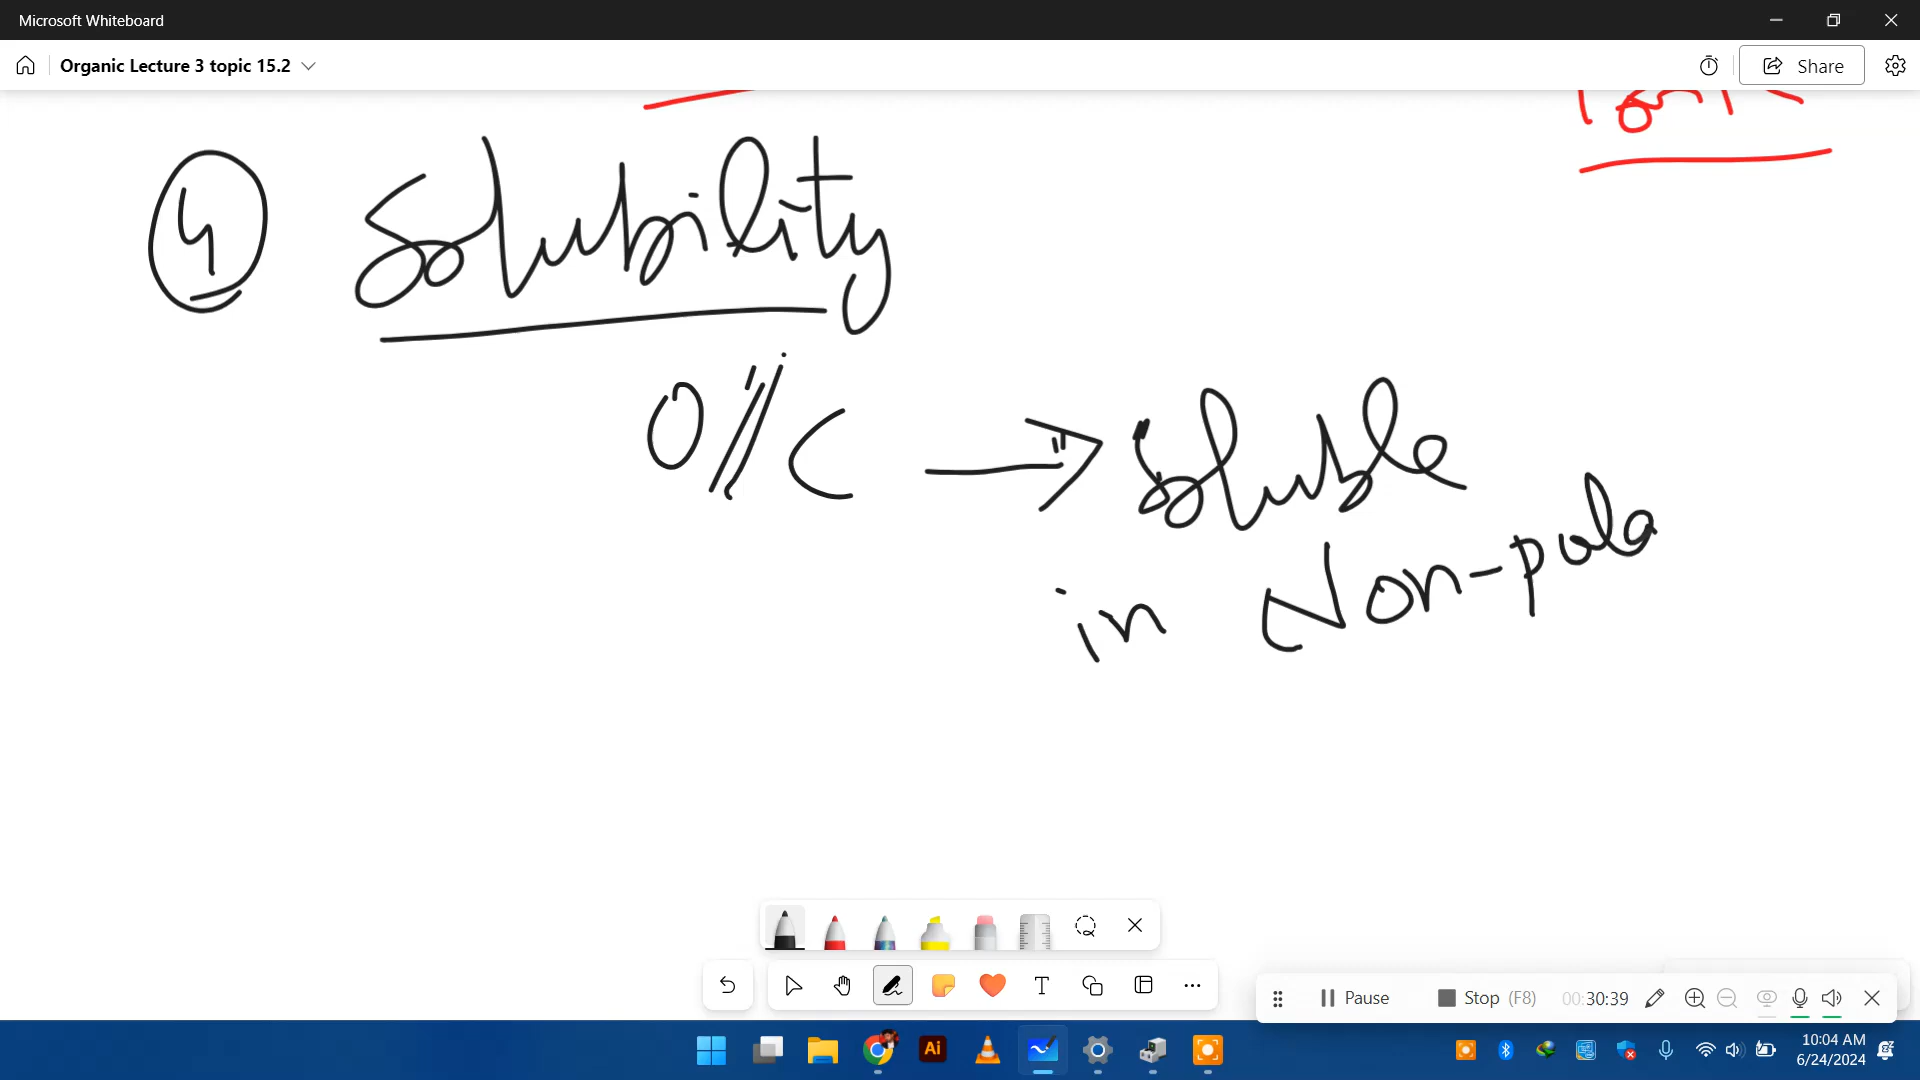 Microsoft Whiteboard
Organic Lecture 3 topic 15.2
Share
4 Solubility
O//C → Soluble
in Non-pola
Pause Stop (F8) 00:30:39
Ai
10:04 AM
6/24/2024